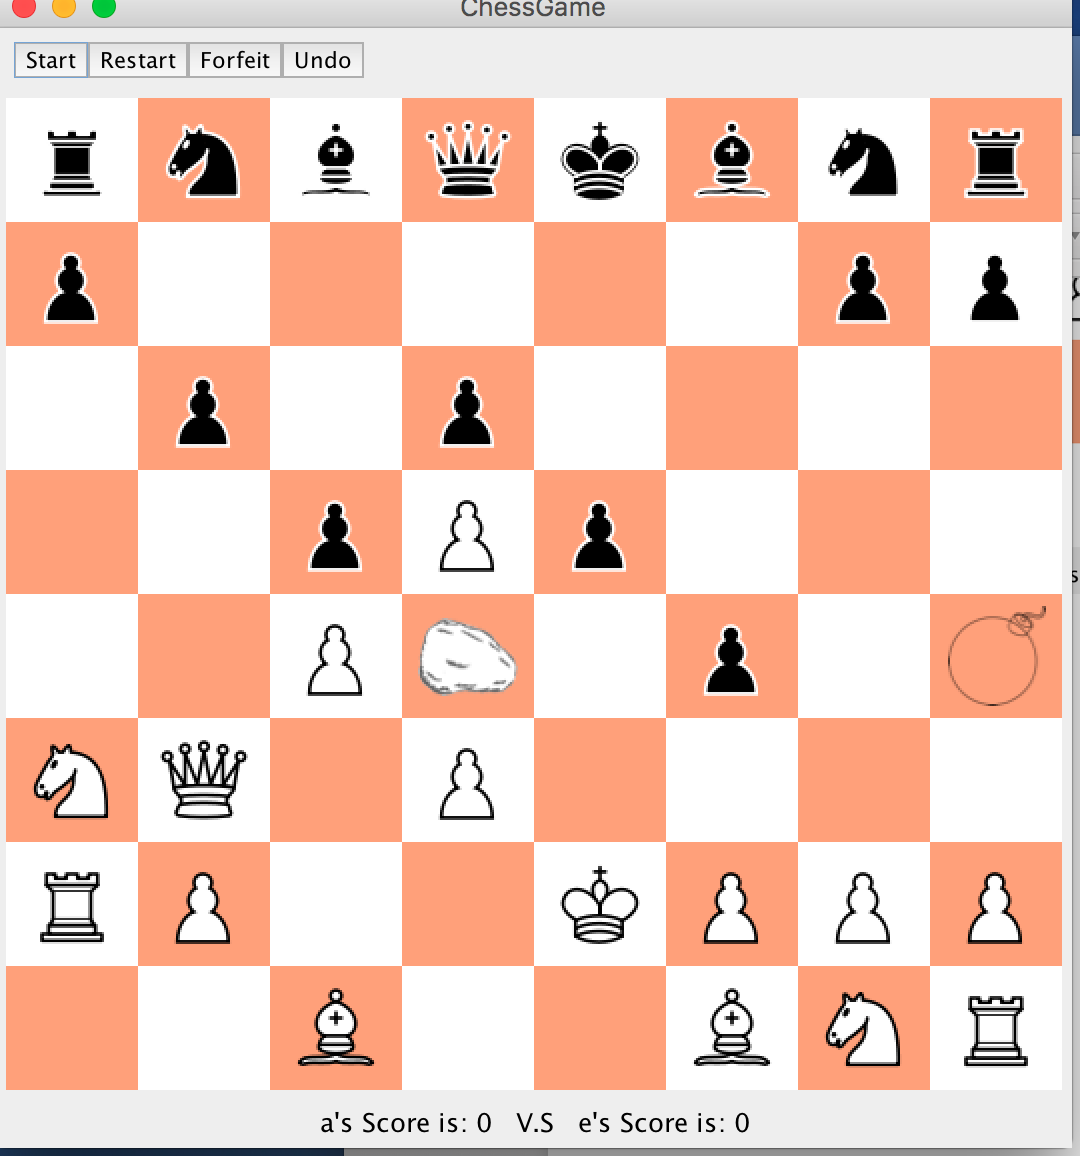 ChessGame
Start Restart Forfeit Undo
a's Score is: 0 V.S e's Score is: 0